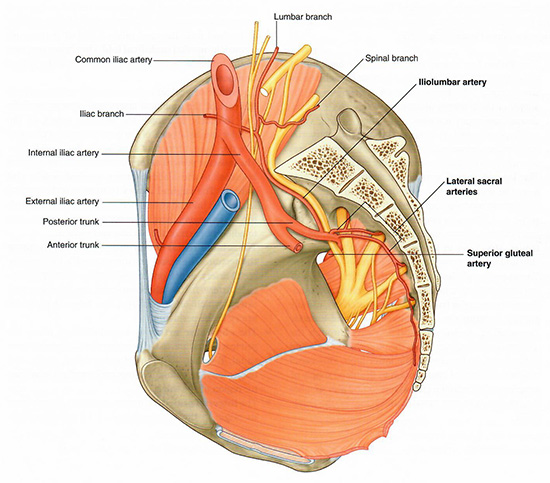 Lumbar branch
Common iliac artery
Spinal branch
Iliolumbar artery
Iliac branch
Internal iliac artery
Lateral sacral
arteries
External iliac artery
Posterior trunk
Anterior trunk
Superior gluteal
artery